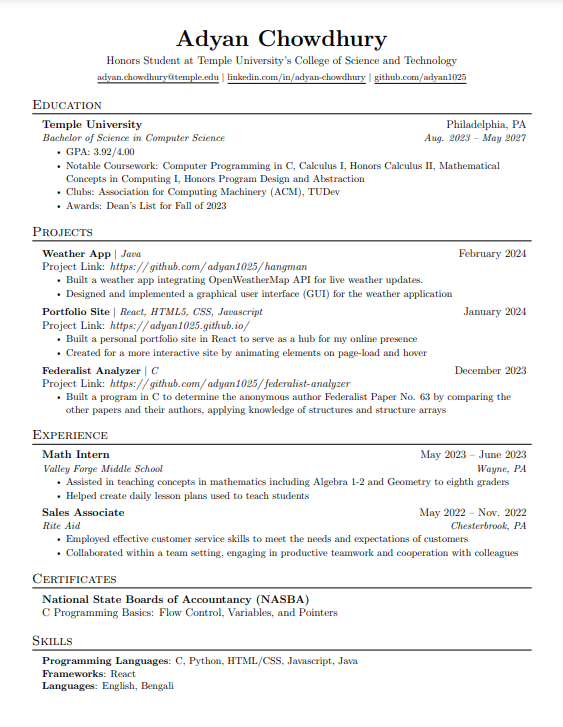 Adyan Chowdhury
Honors Student at Temple University's College of Science and Technology
adyan.chowdhury@temple.edu | linkedin.com/in/adyan-chowdhury | github.com/adyan1025
Education
Temple University Philadelphia, PA
Bachelor of Science in Computer Science Aug. 2023 – May 2027
• GPA: 3.92/4.00
• Notable Coursework: Computer Programming in C, Calculus I, Honors Calculus II, Mathematical
Concepts in Computing I, Honors Program Design and Abstraction
• Clubs: Association for Computing Machinery (ACM), TUDev
• Awards: Dean's List for Fall of 2023
Projects
Weather App | Java February 2024
Project Link: https://github.com/adyan1025/hangman
• Built a weather app integrating OpenWeatherMap API for live weather updates.
• Designed and implemented a graphical user interface (GUI) for the weather application
Portfolio Site | React, HTML5, CSS, Javascript January 2024
Project Link: https://adyan1025.github.io/
• Built a personal portfolio site in React to serve as a hub for my online presence
• Created for a more interactive site by animating elements on page-load and hover
Federalist Analyzer | C December 2023
Project Link: https://github.com/adyan1025/federalist-analyzer
• Built a program in C to determine the anonymous author Federalist Paper No. 63 by comparing the
other papers and their authors, applying knowledge of structures and structure arrays
Experience
Math Intern May 2023 – June 2023
Valley Forge Middle School Wayne, PA
• Assisted in teaching concepts in mathematics including Algebra 1-2 and Geometry to eighth graders
• Helped create daily lesson plans used to teach students
Sales Associate May 2022 – Nov. 2022
Rite Aid Chesterbrook, PA
• Employed effective customer service skills to meet the needs and expectations of customers
• Collaborated within a team setting, engaging in productive teamwork and cooperation with colleagues
Certificates
National State Boards of Accountancy (NASBA)
C Programming Basics: Flow Control, Variables, and Pointers
Skills
Programming Languages: C, Python, HTML/CSS, Javascript, Java
Frameworks: React
Languages: English, Bengali